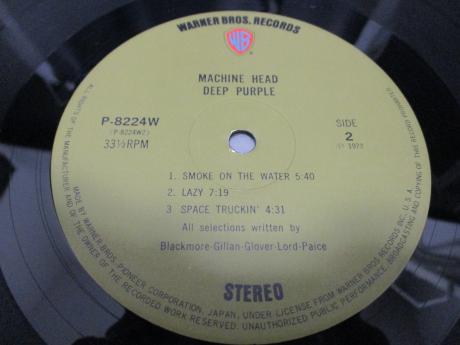 WARNER BROS. RECORDS
WB
MACHINE HEAD
DEEP PURPLE
P-8224W
(P-8224W2)
33⅓RPM
SIDE
2
Ⓟ 1972
1. SMOKE ON THE WATER 5:40
2. LAZY 7:19
3 SPACE TRUCKIN' 4:31
All selections written by
Blackmore-Gillan-Glover-Lord-Paice
STEREO
ALL RIGHTS OF THE MANUFACTURER AND OF THE OWNER OF THE RECORDED WORK RESERVED. UNAUTHORIZED PUBLIC PERFORMANCE, BROADCASTING AND COPYING OF THIS RECORD PROHIBITED
MADE BY WARNER-BROS. PIONEER CORPORATION, JAPAN, UNDER LICENSE FROM WARNER BROS. RECORDS INC. U.S.A.